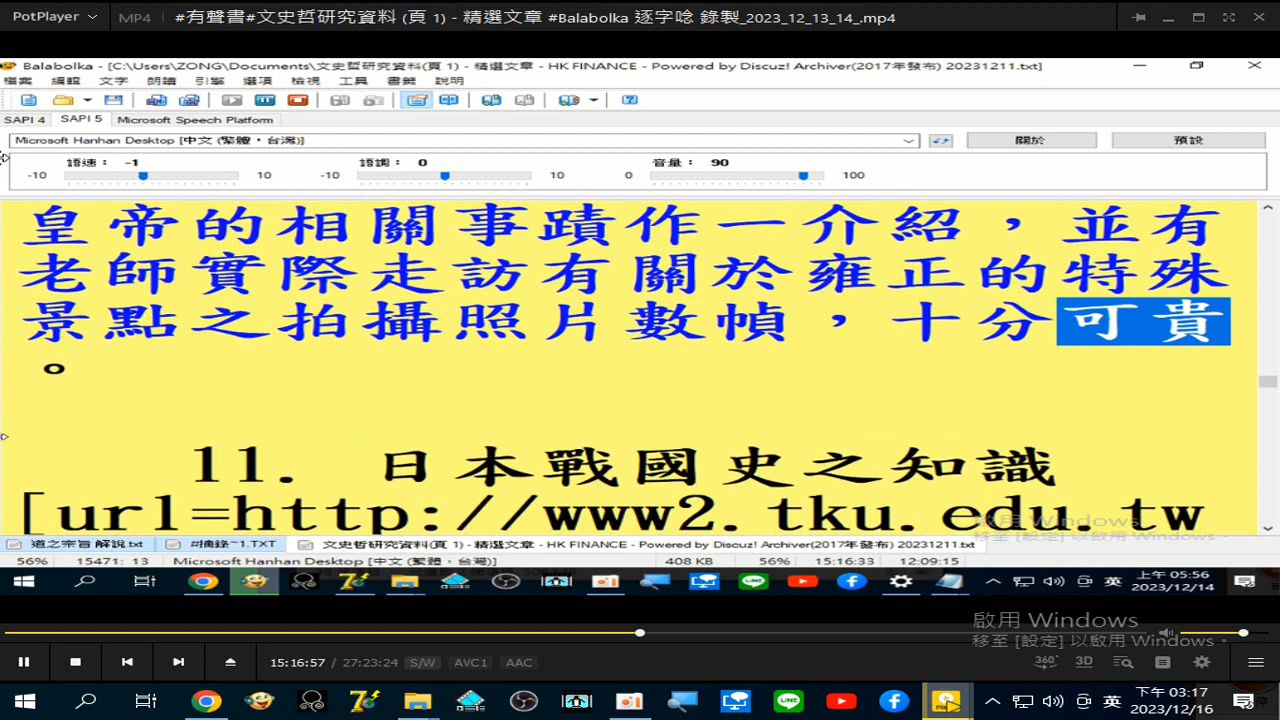 PotPlayer
MP4
#有聲書#文史哲研究資料 (頁 1) - 精選文章 #Balabolka 逐字唸 錄製_2023_12_13_14_.mp4
Balabolka - [C:\Users\ZONG\Documents\文史哲研究資料(頁 1) - 精選文章 - HK FINANCE - Powered by Discuz! Archiver(2017年發布) 20231211.txt]
檔案 編輯 文字 朗讀 引擎 選項 檢視 工具 書籤 說明
SAPI 4 SAPI 5 Microsoft Speech Platform
Microsoft Hanhan Desktop [中文 (繁體，台灣)]
關於
預設
語速： -1 語調： 0 音量： 90
-10 10 -10 10 0 100
皇帝的相關事蹟作一介紹，並有
老師實際走訪有關於雍正的特殊
景點之拍攝照片數幀，十分可貴
。
11. 日本戰國史之知識
[url=http://www2.tku.edu.tw
道之宗旨 解說.txt
#摘錄~1.TXT
文史哲研究資料(頁 1) - 精選文章 - HK FINANCE - Powered by Discuz! Archiver(2017年發布) 20231211.txt
56% 15471: 13 Microsoft Hanhan Desktop [中文 (繁體，台灣)] 408 KB 56% 15:16:33 12:09:15
英
上午 05:56
2023/12/14
啟用 Windows
移至 [設定] 以啟用 Windows。
15:16:57 / 27:23:24 S/W AVC1 AAC
360°
3D
英
下午 03:17
2023/12/16